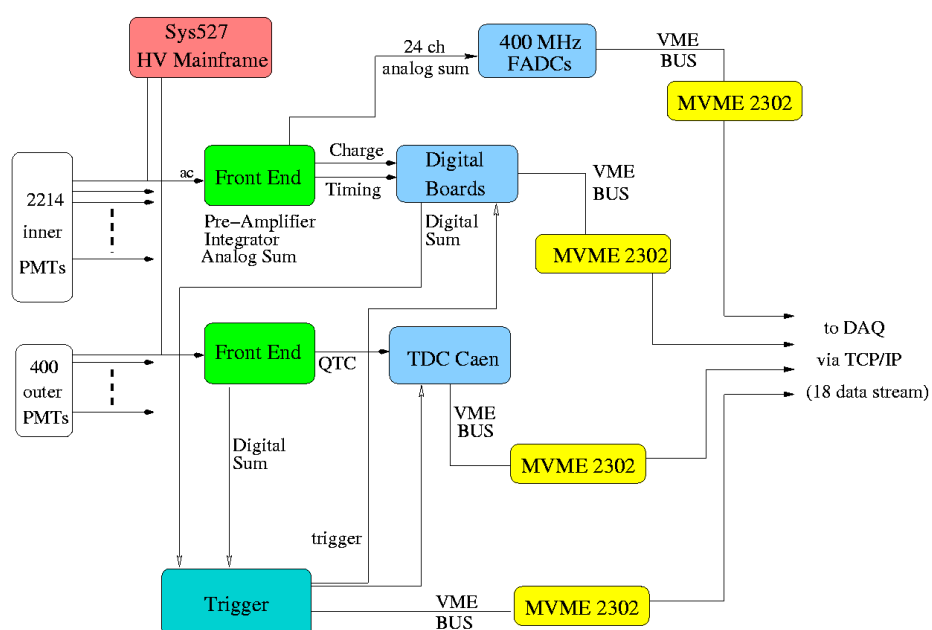 Sys527
HV Mainframe
24 ch
analog sum
400 MHz
FADCs
VME
BUS
MVME 2302
2214
inner
PMTs
ac
Front End
Pre-Amplifier
Integrator
Analog Sum
Charge
Timing
Digital
Boards
Digital
Sum
VME
BUS
MVME 2302
400
outer
PMTs
Front End
QTC
TDC Caen
Digital
Sum
VME
BUS
MVME 2302
to DAQ
via TCP/IP
(18 data stream)
trigger
Trigger
VME
BUS
MVME 2302